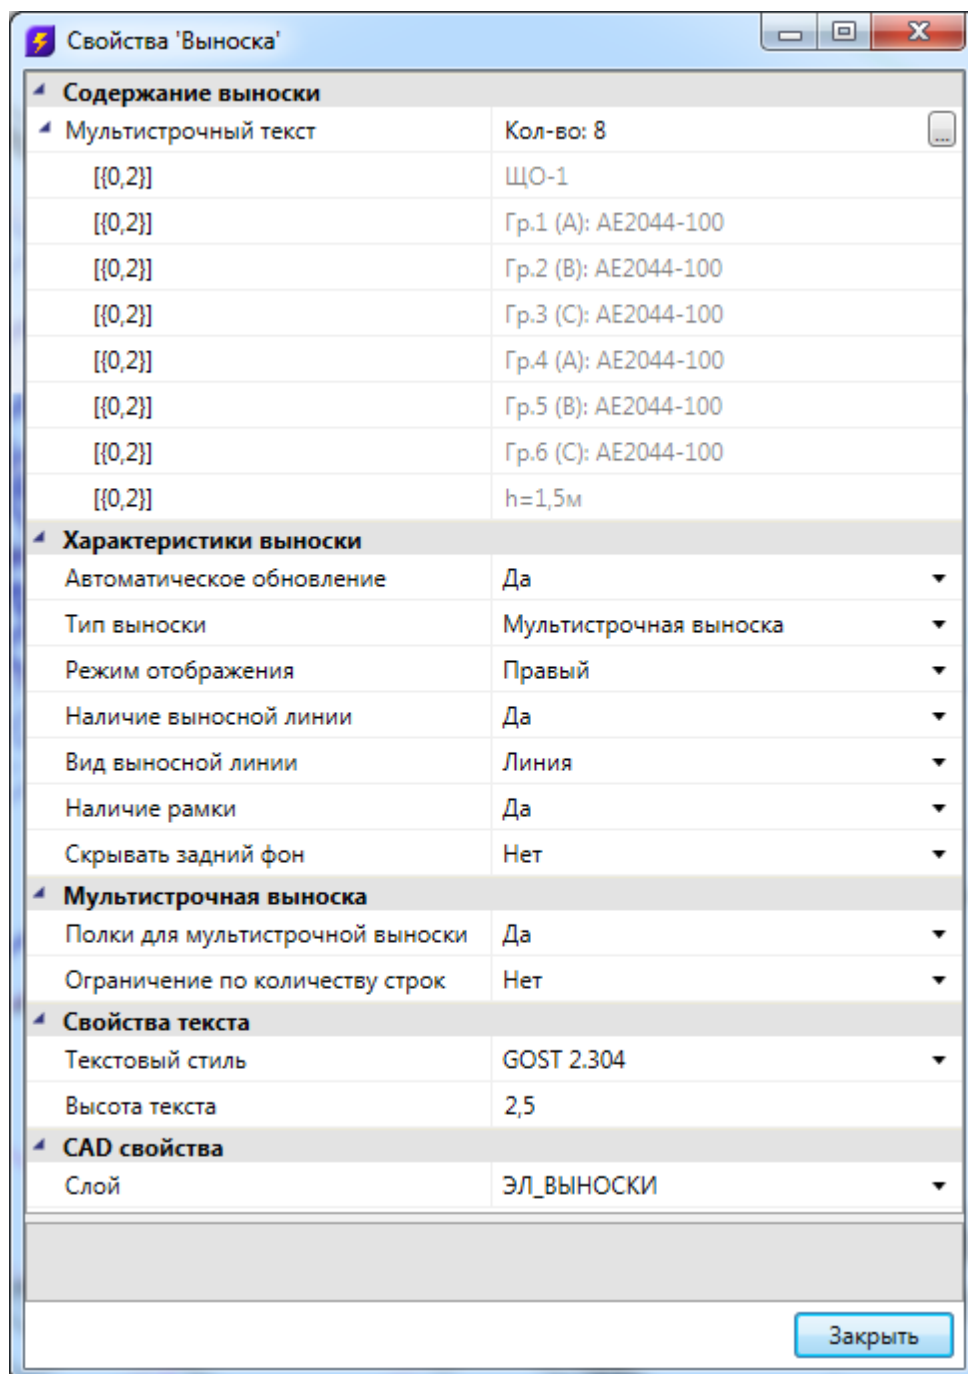 Свойства 'Выноска'
Содержание выноски
Мультистрочный текст Кол-во: 8 ...
[{0,2}] ЩО-1
[{0,2}] Гр.1 (А): АЕ2044-100
[{0,2}] Гр.2 (В): АЕ2044-100
[{0,2}] Гр.3 (С): АЕ2044-100
[{0,2}] Гр.4 (А): АЕ2044-100
[{0,2}] Гр.5 (В): АЕ2044-100
[{0,2}] Гр.6 (С): АЕ2044-100
[{0,2}] h=1,5м
Характеристики выноски
Автоматическое обновление Да
Тип выноски Мультистрочная выноска
Режим отображения Правый
Наличие выносной линии Да
Вид выносной линии Линия
Наличие рамки Да
Скрывать задний фон Нет
Мультистрочная выноска
Полки для мультистрочной выноски Да
Ограничение по количеству строк Нет
Свойства текста
Текстовый стиль GOST 2.304
Высота текста 2,5
CAD свойства
Слой ЭЛ_ВЫНОСКИ
Закрыть